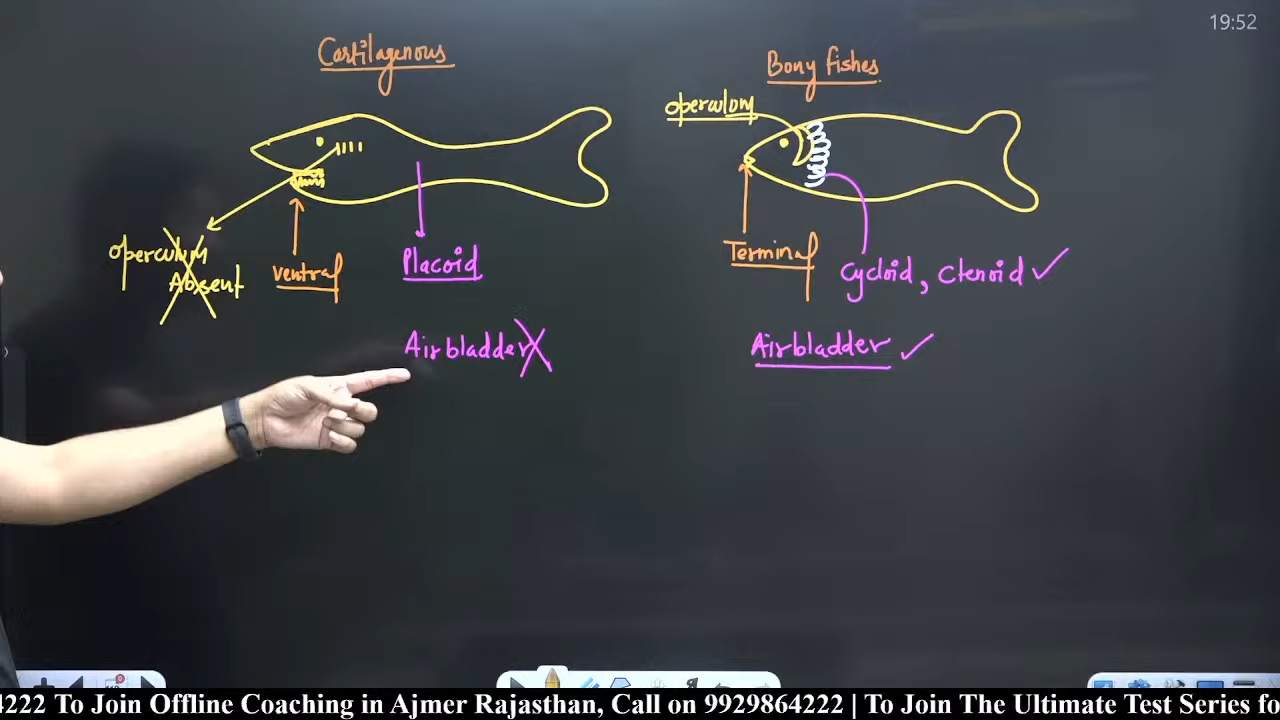 19:52
Cartilagenous
Bony fishes
operculum
operculum
Absent
ventral
Placoid
Terminal
Cycloid, Ctenoid ✓
Airbladder
Airbladder ✓
4222 To Join Offline Coaching in Ajmer Rajasthan, Call on 9929864222 | To Join The Ultimate Test Series fo